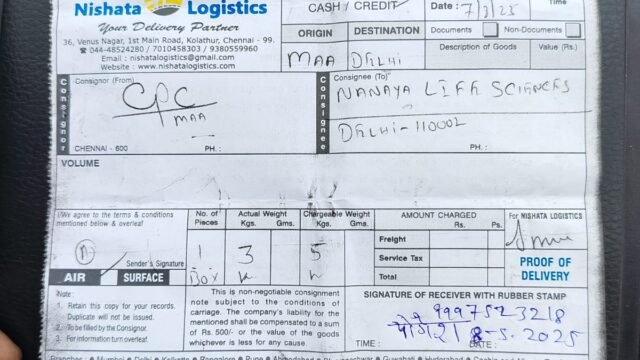 Nishata Logistics
Your Delivery Partner
36, Venus Nagar, 1st Main Road, Kolathur, Chennai - 99.
☎ 044-48524280 / 7010458303 / 9380559960
Email : nishatalogistics@gmail.com
Website : www.nishatalogistics.com
CASH / CREDIT
Date : 7/ /25
ORIGIN DESTINATION
MAA DELHI
Documents Non-Documents
Description of Goods Value (Rs.)
Consignor
Consignor (From)
CPC
MAA
CHENNAI - 600 PH. :
Consignee
Consignee (To)
NANAYA LIFE SCIENCES
DELHI-110002
PH. :
VOLUME
I/We agree to the terms & conditions
mentioned below & overleaf
Sender's Signature
AIR SURFACE
No. of Pieces
1
Box
Actual Weight
Kgs. Gms.
3
K
Chargeable Weight
Kgs. Gms.
5
AMOUNT CHARGED
Rs. Ps.
Freight
Service Tax
Total
For NISHATA LOGISTICS
PROOF OF
DELIVERY
Note :
1. Retain this copy for your records.
Duplicate will not be issued.
2. To be filled by the Consignor.
3. For information turn overleaf.
This is non-negotiable consignment
note subject to the conditions of
carriage. The company's liability for
the mentioned shall be compensated to a sum
of Rs.500/- or the value of the goods
whichever is less for any cause.
SIGNATURE OF RECEIVER WITH RUBBER STAMP
9997523218
8-5-2025
TIME : DATE :
Branches : Mumbai